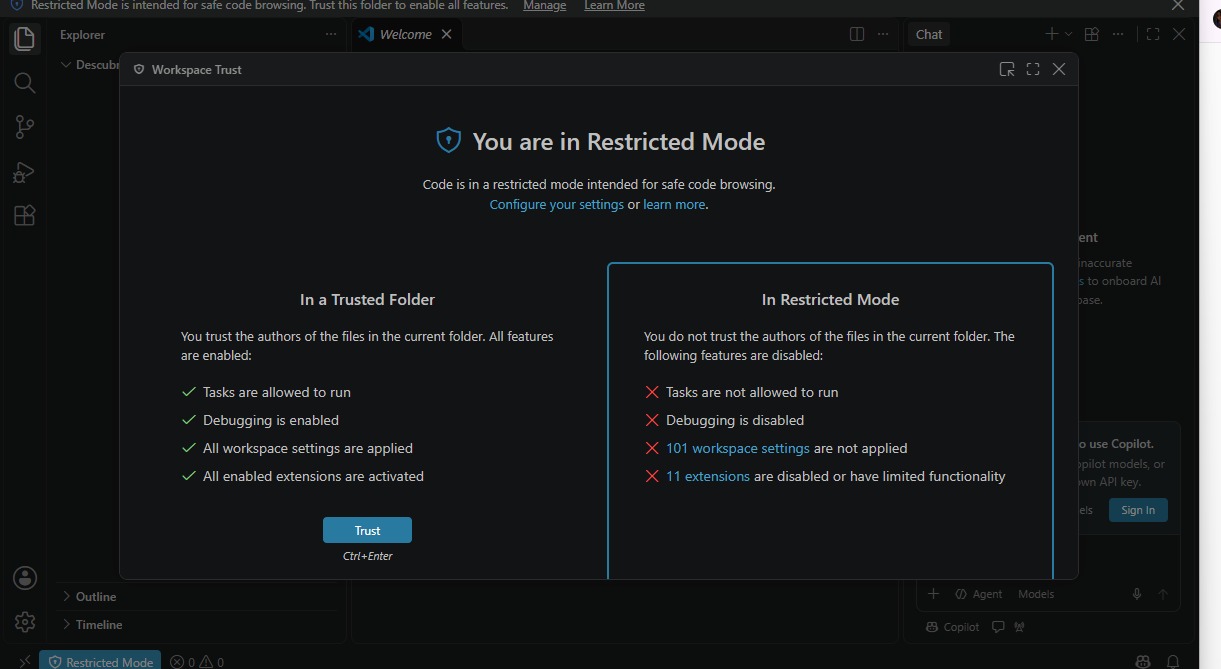 Restricted Mode is intended for safe code browsing. Trust this folder to enable all features. Manage Learn More
Explorer
Welcome
Chat
Workspace Trust
You are in Restricted Mode
Code is in a restricted mode intended for safe code browsing.
Configure your settings or learn more.
In a Trusted Folder
You trust the authors of the files in the current folder. All features
are enabled:
Tasks are allowed to run
Debugging is enabled
All workspace settings are applied
All enabled extensions are activated
Trust
Ctrl+Enter
In Restricted Mode
You do not trust the authors of the files in the current folder. The
following features are disabled:
Tasks are not allowed to run
Debugging is disabled
101 workspace settings are not applied
11 extensions are disabled or have limited functionality
inaccurate
to onboard AI
to use Copilot.
models, or
API key.
Sign In
Agent Models
Copilot
Outline
Timeline
Restricted Mode 0 0